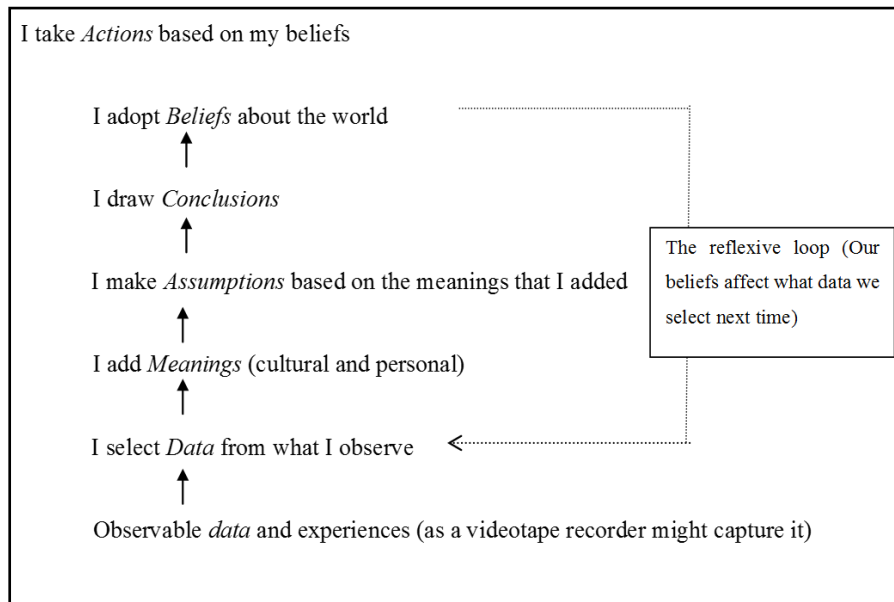 I take Actions based on my beliefs
I adopt Beliefs about the world
I draw Conclusions
The reflexive loop (Our
beliefs affect what data we
select next time)
I make Assumptions based on the meanings that I added
I add Meanings (cultural and personal)
I select Data from what I observe
Observable data and experiences (as a videotape recorder might capture it)